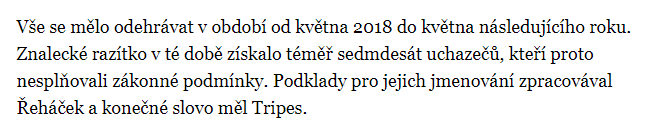 Vše se mělo odehrávat v období od května 2018 do května následujícího roku.
Znalecké razítko v té době získalo téměř sedmdesát uchazečů, kteří proto
nesplňovali zákonné podmínky. Podklady pro jejich jmenování zpracovával
Řeháček a konečné slovo měl Tripes.